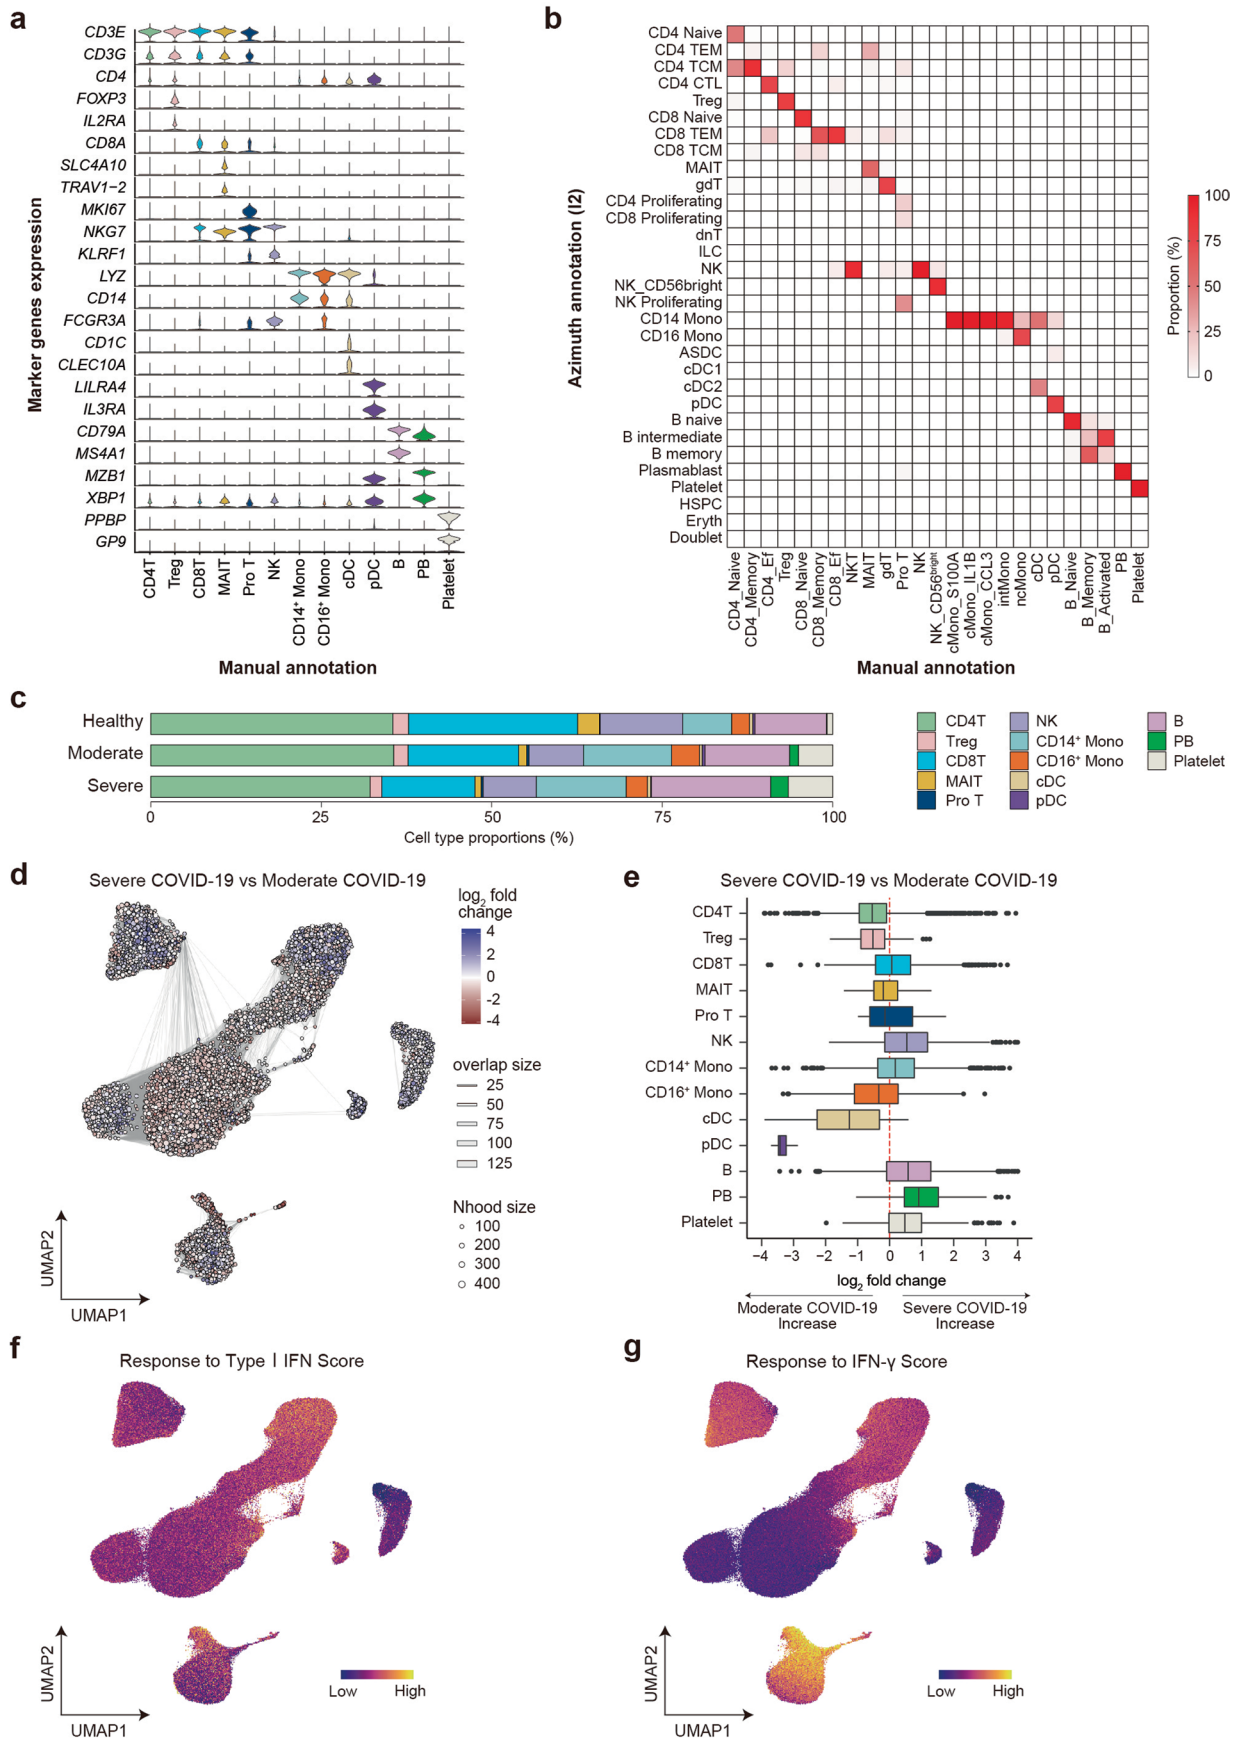 a
Marker genes expression
CD3E
CD3G
CD4
FOXP3
IL2RA
CD8A
SLC4A10
TRAV1−2
MKI67
NKG7
KLRF1
LYZ
CD14
FCGR3A
CD1C
CLEC10A
LILRA4
IL3RA
CD79A
MS4A1
MZB1
XBP1
PPBP
GP9
CD4T
Treg
CD8T
MAIT
Pro T
NK
CD14⁺ Mono
CD16⁺ Mono
cDC
pDC
B
PB
Platelet
Manual annotation
b
Azimuth annotation (l2)
CD4 Naive
CD4 TEM
CD4 TCM
CD4 CTL
Treg
CD8 Naive
CD8 TEM
CD8 TCM
MAIT
gdT
CD4 Proliferating
CD8 Proliferating
dnT
ILC
NK
NK_CD56bright
NK Proliferating
CD14 Mono
CD16 Mono
ASDC
cDC1
cDC2
pDC
B naive
B intermediate
B memory
Plasmablast
Platelet
HSPC
Eryth
Doublet
CD4_Naive
CD4_Memory
CD4_Ef
Treg
CD8_Naive
CD8_Memory
CD8_Ef
NKT
MAIT
gdT
Pro T
NK
NK_CD56ᵇʳⁱᵍʰᵗ
cMono_S100A
cMono_IL1B
cMono_CCL3
intMono
ncMono
cDC
pDC
B_Naive
B_Memory
B_Activated
PB
Platelet
Manual annotation
Proportion (%)
100
75
50
25
0
c
Healthy
Moderate
Severe
0 25 50 75 100
Cell type proportions (%)
CD4T
Treg
CD8T
MAIT
Pro T
NK
CD14⁺ Mono
CD16⁺ Mono
cDC
pDC
B
PB
Platelet
d
Severe COVID-19 vs Moderate COVID-19
log₂ fold
change
4
2
0
-2
-4
overlap size
25
50
75
100
125
Nhood size
100
200
300
400
UMAP2
UMAP1
e
Severe COVID-19 vs Moderate COVID-19
CD4T
Treg
CD8T
MAIT
Pro T
NK
CD14⁺ Mono
CD16⁺ Mono
cDC
pDC
B
PB
Platelet
−4 −3 −2 −1 0 1 2 3 4
log₂ fold change
Moderate COVID-19
Increase
Severe COVID-19
Increase
f
Response to Type I IFN Score
UMAP2
UMAP1
Low High
g
Response to IFN-γ Score
UMAP2
UMAP1
Low High